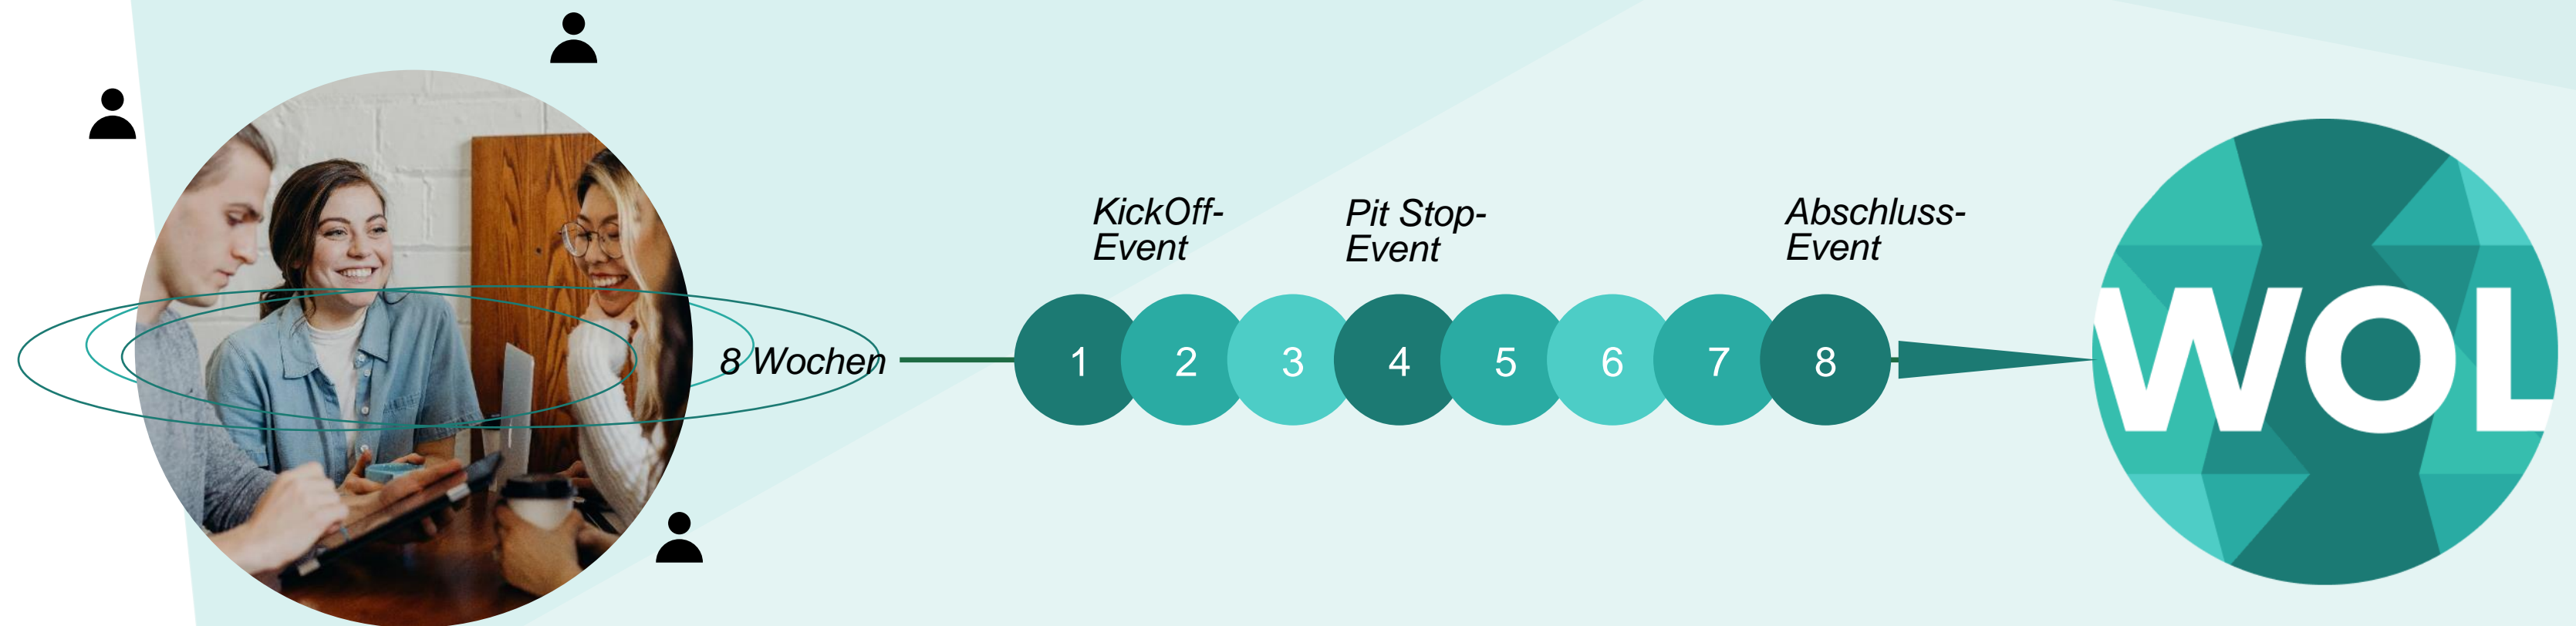 KickOff-
Event
Pit Stop-
Event
Abschluss-
Event
8 Wochen
1 2 3 4 5 6 7 8
WOL